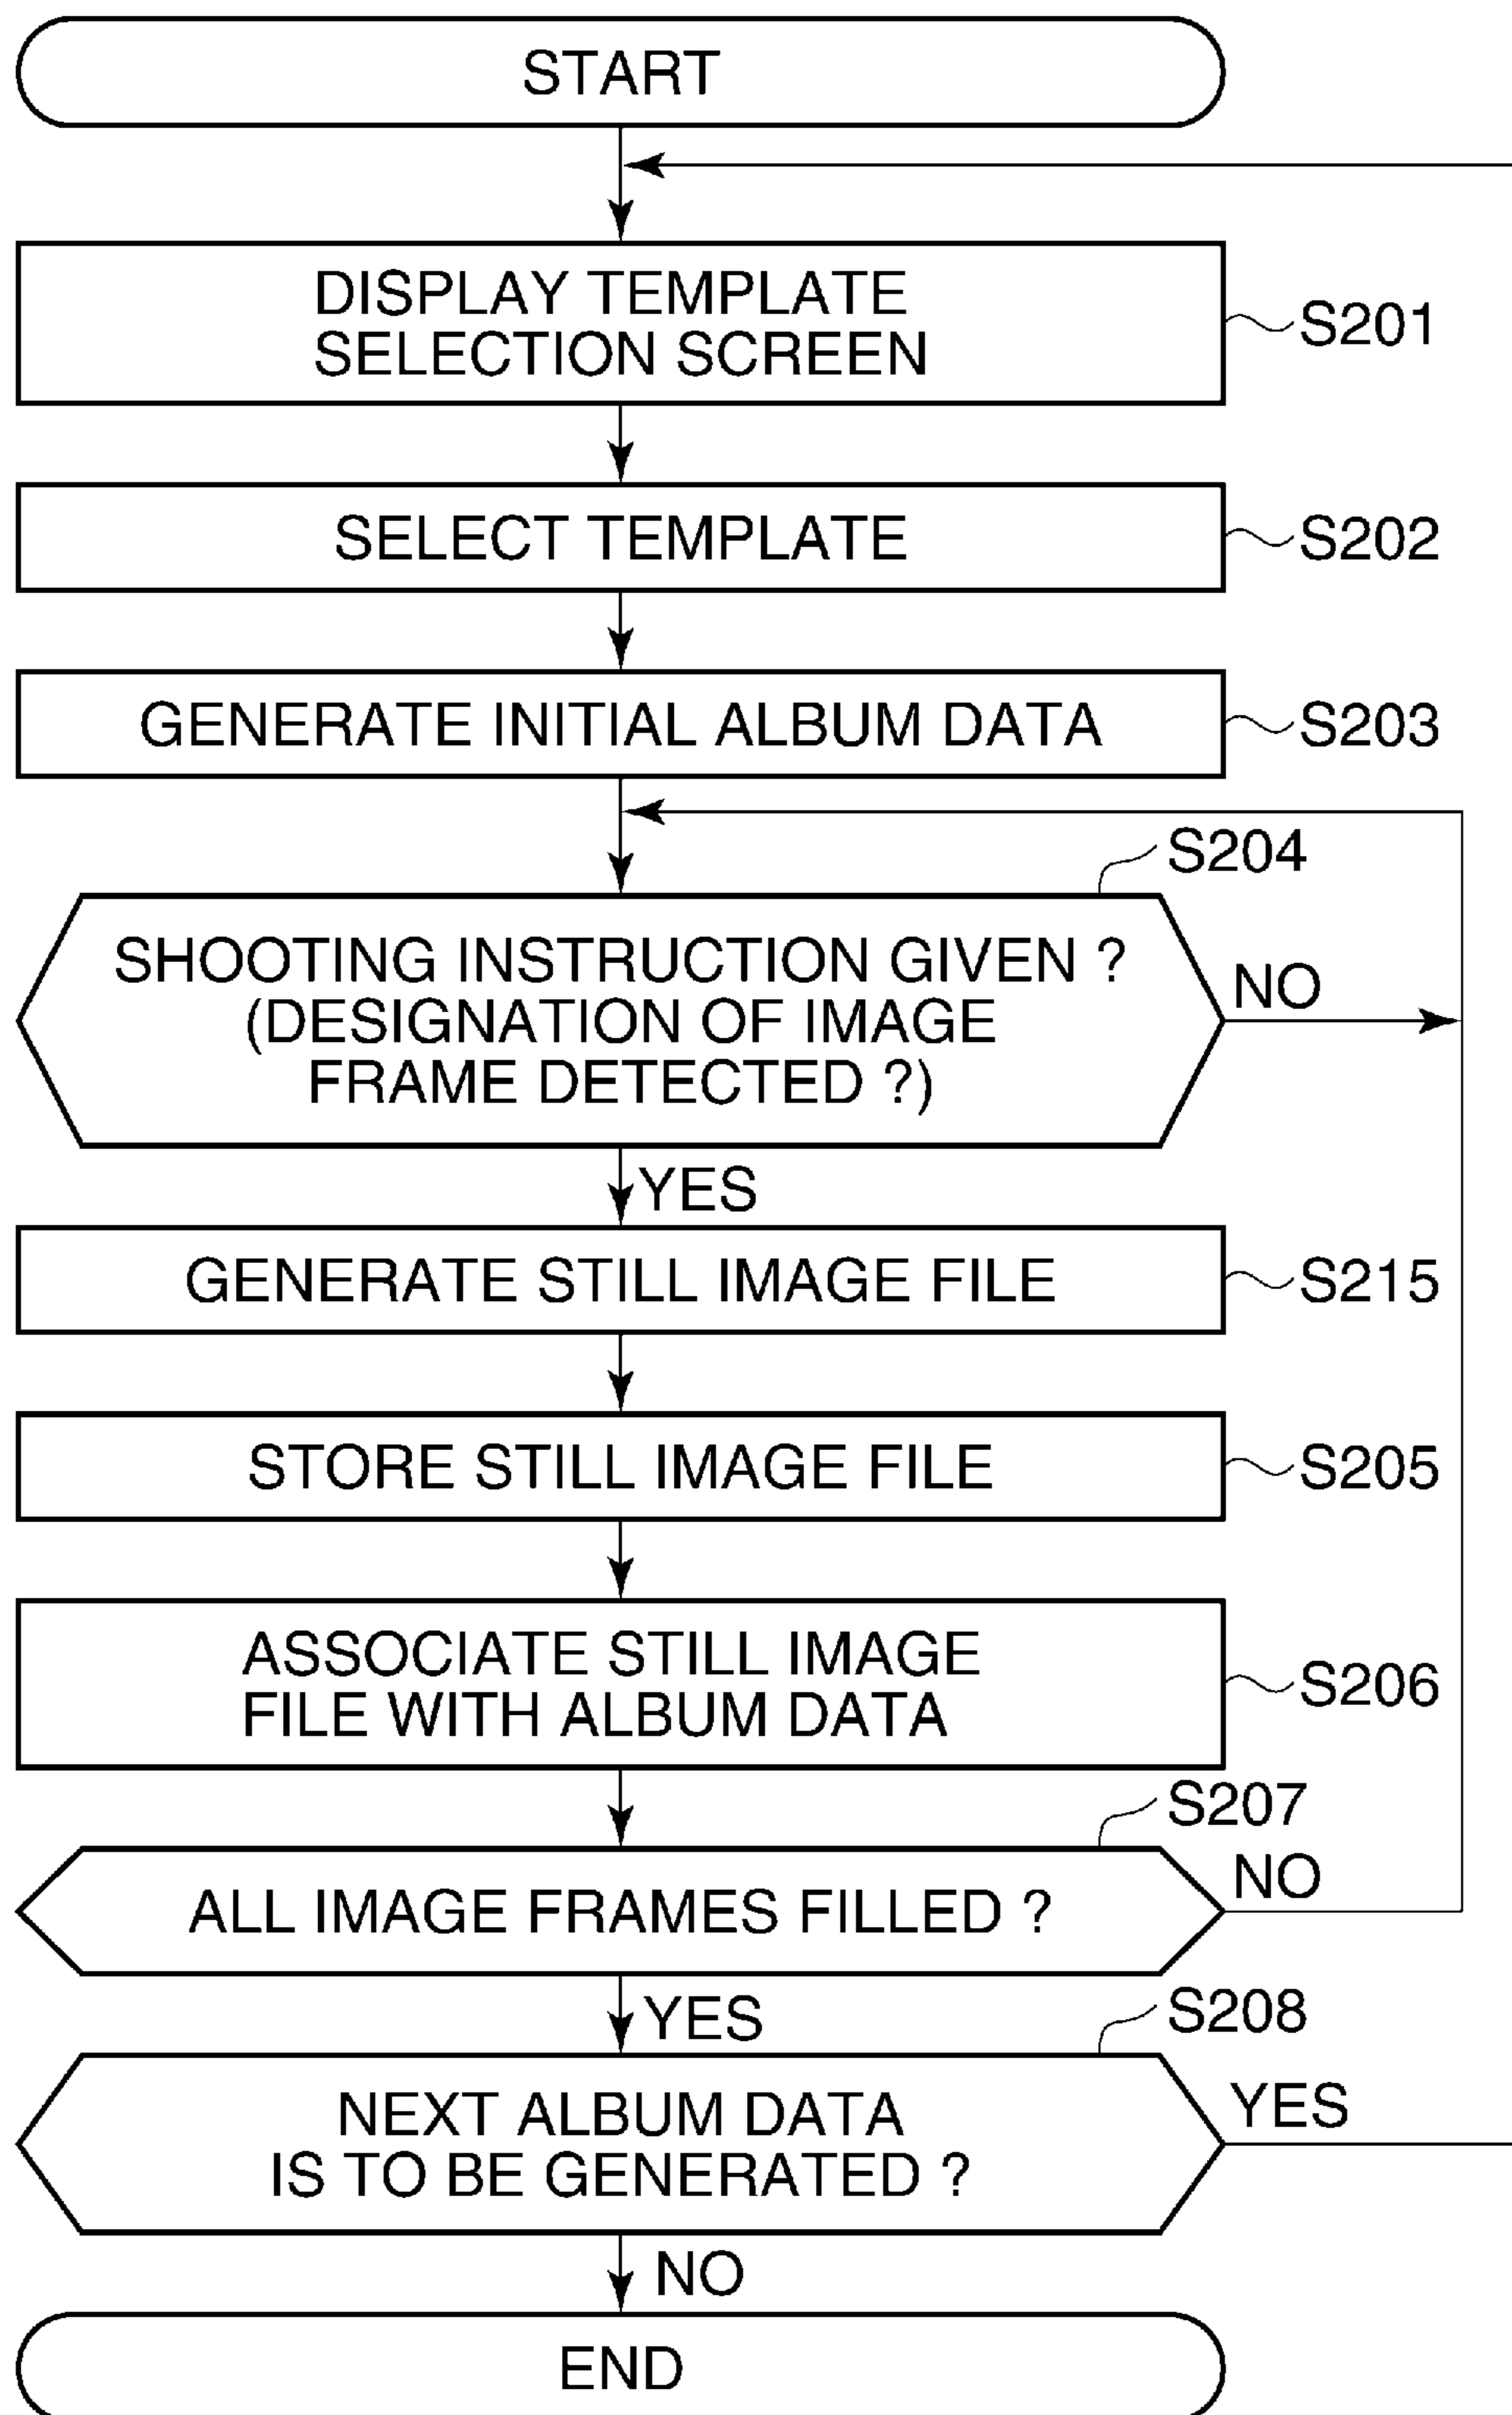 START
DISPLAY TEMPLATE
SELECTION SCREEN
S201
SELECT TEMPLATE
S202
GENERATE INITIAL ALBUM DATA
S203
S204
SHOOTING INSTRUCTION GIVEN ?
(DESIGNATION OF IMAGE
FRAME DETECTED ?)
NO
YES
GENERATE STILL IMAGE FILE
S215
STORE STILL IMAGE FILE
S205
ASSOCIATE STILL IMAGE
FILE WITH ALBUM DATA
S206
S207
ALL IMAGE FRAMES FILLED ?
NO
YES
S208
NEXT ALBUM DATA
IS TO BE GENERATED ?
YES
NO
END